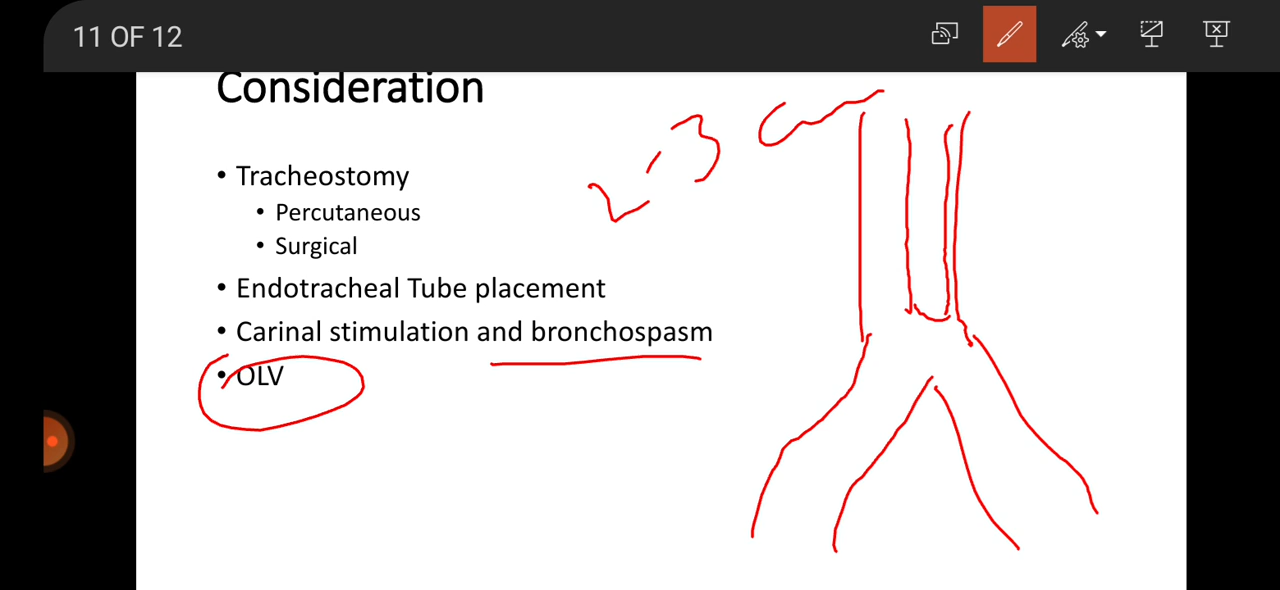 11 OF 12
Consideration
2-3 cm
• Tracheostomy
• Percutaneous
• Surgical
• Endotracheal Tube placement
• Carinal stimulation and bronchospasm
• OLV